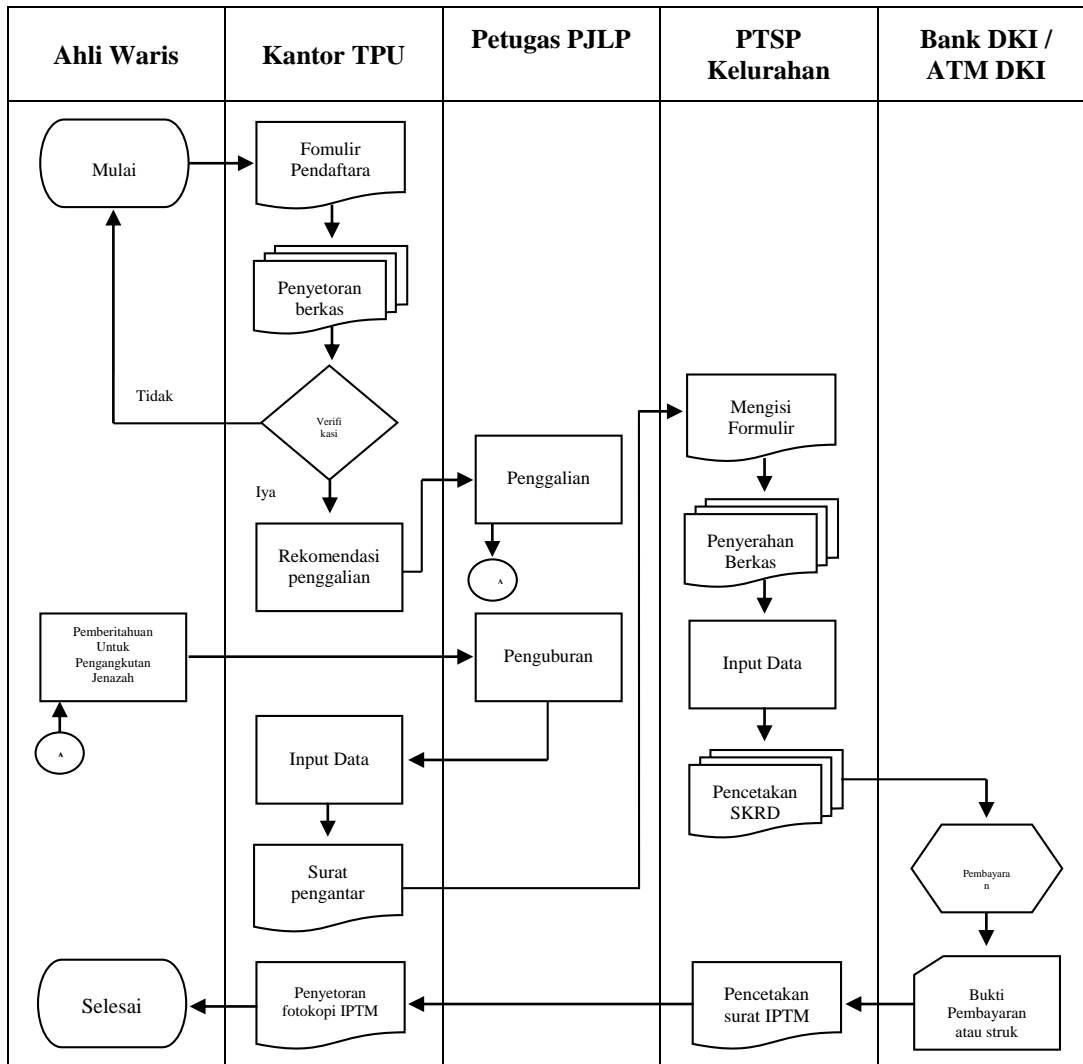 Ahli Waris
Kantor TPU
Petugas PJLP
PTSP
Kelurahan
Bank DKI /
ATM DKI
Mulai
Fomulir
Pendaftara
Penyetoran
berkas
Tidak
Verifi
kasi
Iya
Rekomendasi
penggalian
Penggalian
A
Mengisi
Formulir
Penyerahan
Berkas
Pemberitahuan
Untuk
Pengangkutan
Jenazah
A
Penguburan
Input Data
Input Data
Surat
pengantar
Pencetakan
SKRD
Pembayara
n
Bukti
Pembayaran
atau struk
Pencetakan
surat IPTM
Penyetoran
fotokopi IPTM
Selesai